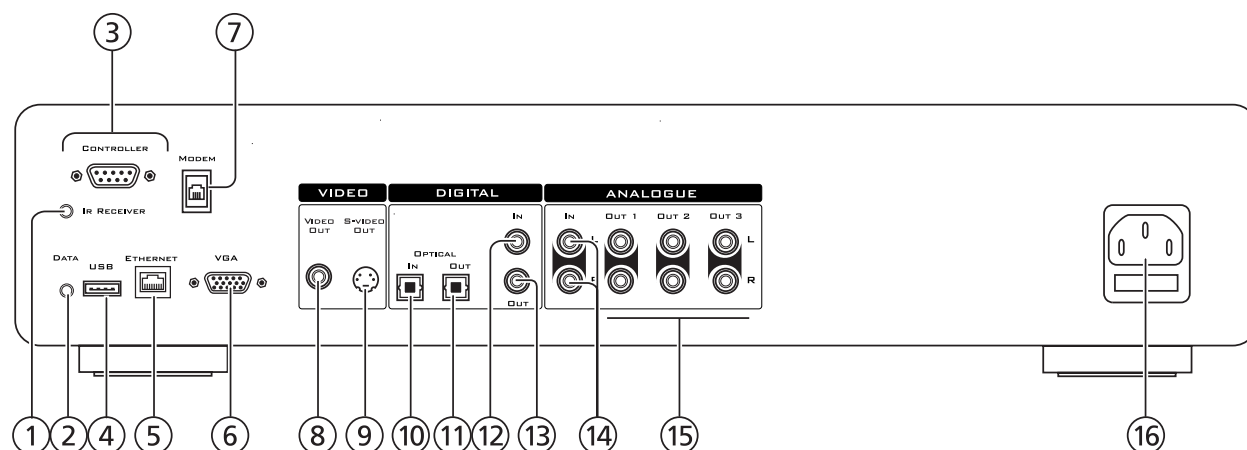 3 7
CONTROLLER
MODEM
IR RECEIVER
VIDEO DIGITAL ANALOGUE
VIDEO OUT S-VIDEO OUT
IN
IN OUT 1 OUT 2 OUT 3
L L
OPTICAL
IN OUT
DATA USB ETHERNET VGA
R R
OUT
1 2 4 5 6 8 9 10 11 12 13 14 15 16